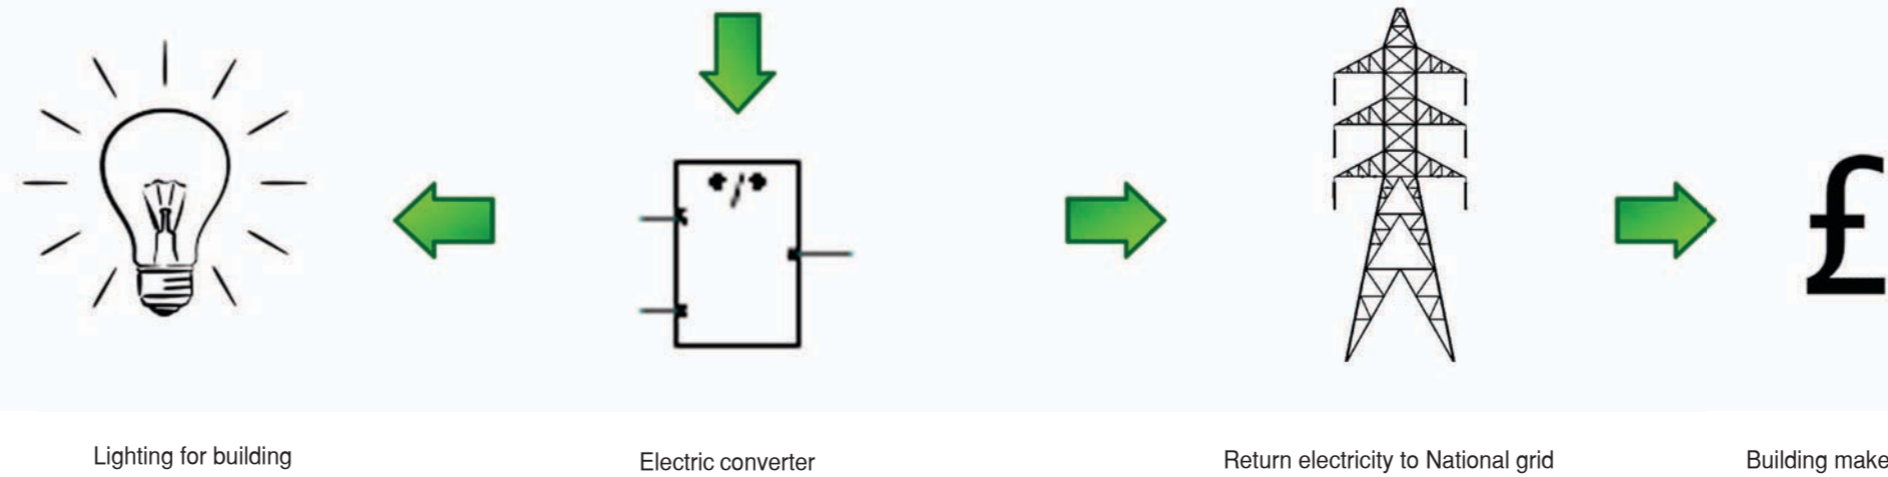 £
Lighting for building
Electric converter
Return electricity to National grid
Building make